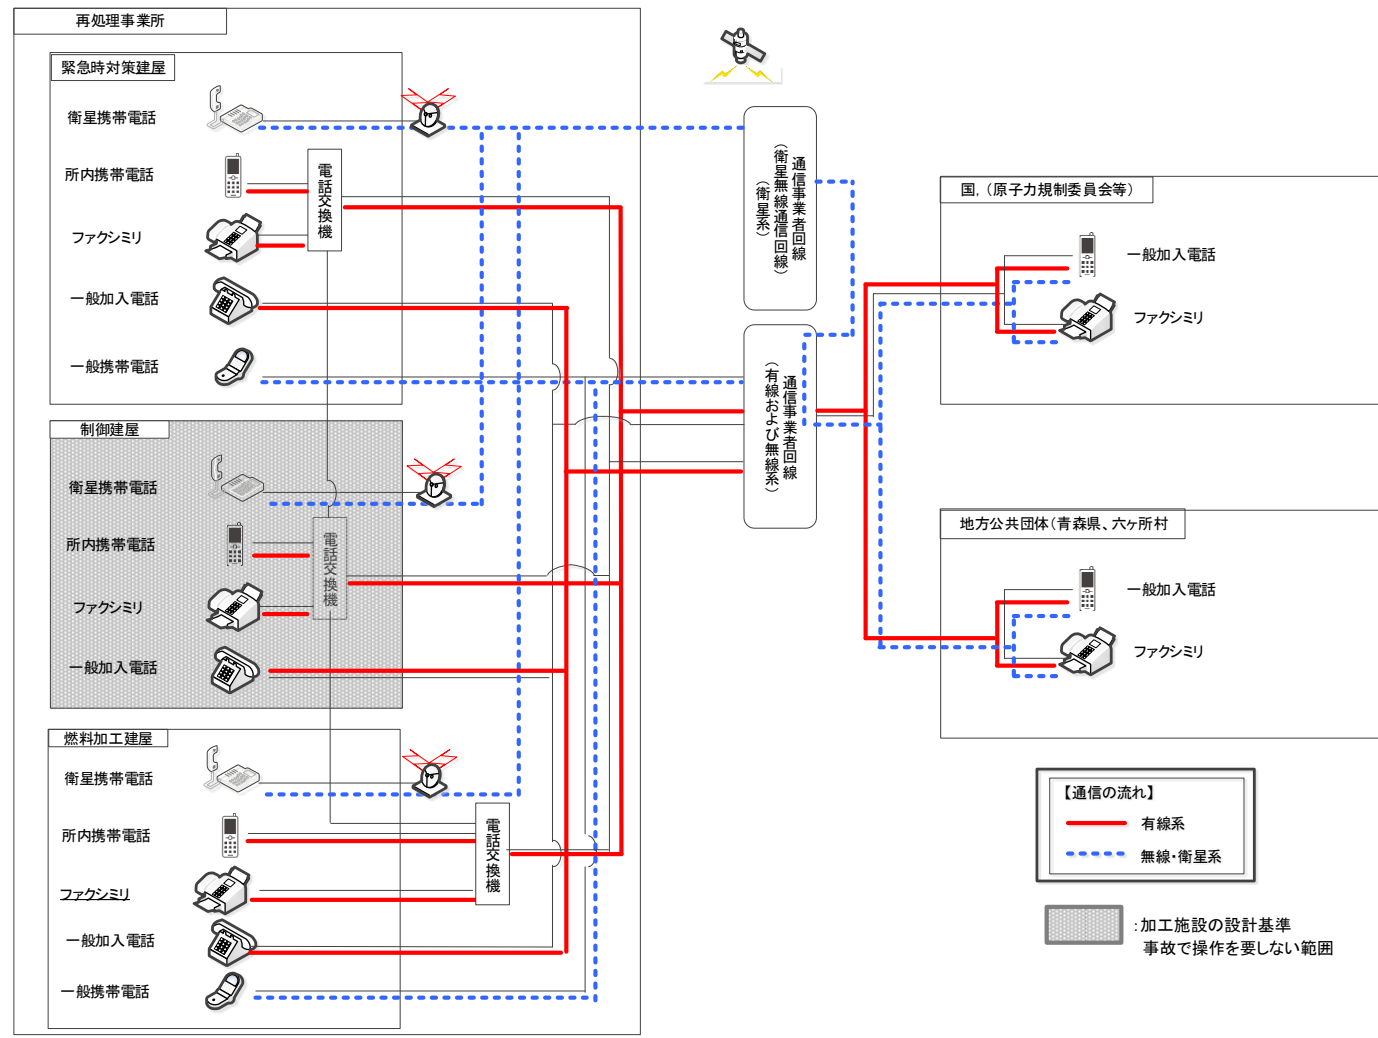 再処理事業所
緊急時対策建屋
衛星携帯電話
所内携帯電話
電話交換機
ファクシミリ
一般加入電話
一般携帯電話
制御建屋
衛星携帯電話
所内携帯電話
電話交換機
ファクシミリ
一般加入電話
燃料加工建屋
衛星携帯電話
所内携帯電話
電話交換機
ファクシミリ
一般加入電話
一般携帯電話
通信事業者回線
(衛星無線通信回線)
(衛星系)
通信事業者回線
(有線および無線系)
国,(原子力規制委員会等)
一般加入電話
ファクシミリ
地方公共団体(青森県、六ヶ所村
一般加入電話
ファクシミリ
【通信の流れ】
有線系
無線・衛星系
:加工施設の設計基準
事故で操作を要しない範囲